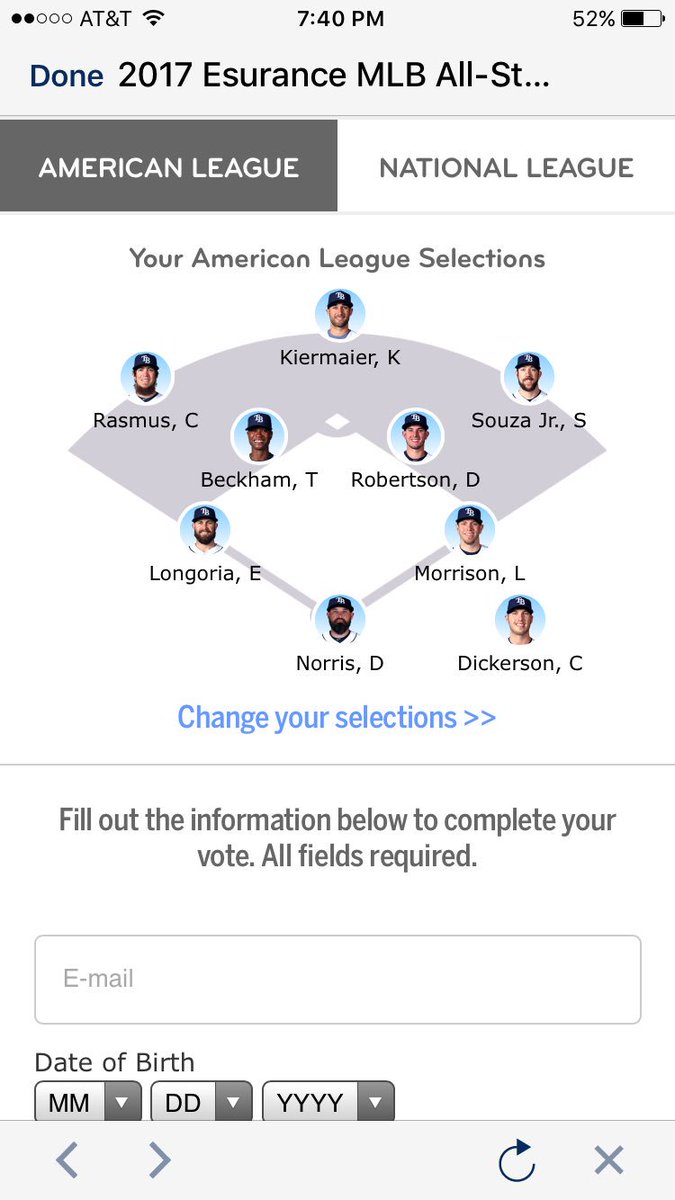 AT&T 7:40 PM 52%
Done 2017 Esurance MLB All-St...
AMERICAN LEAGUE NATIONAL LEAGUE
Your American League Selections
Kiermaier, K
Rasmus, C Souza Jr., S
Beckham, T Robertson, D
Longoria, E Morrison, L
Norris, D Dickerson, C
Change your selections >>
Fill out the information below to complete your
vote. All fields required.
E-mail
Date of Birth
MM DD YYYY